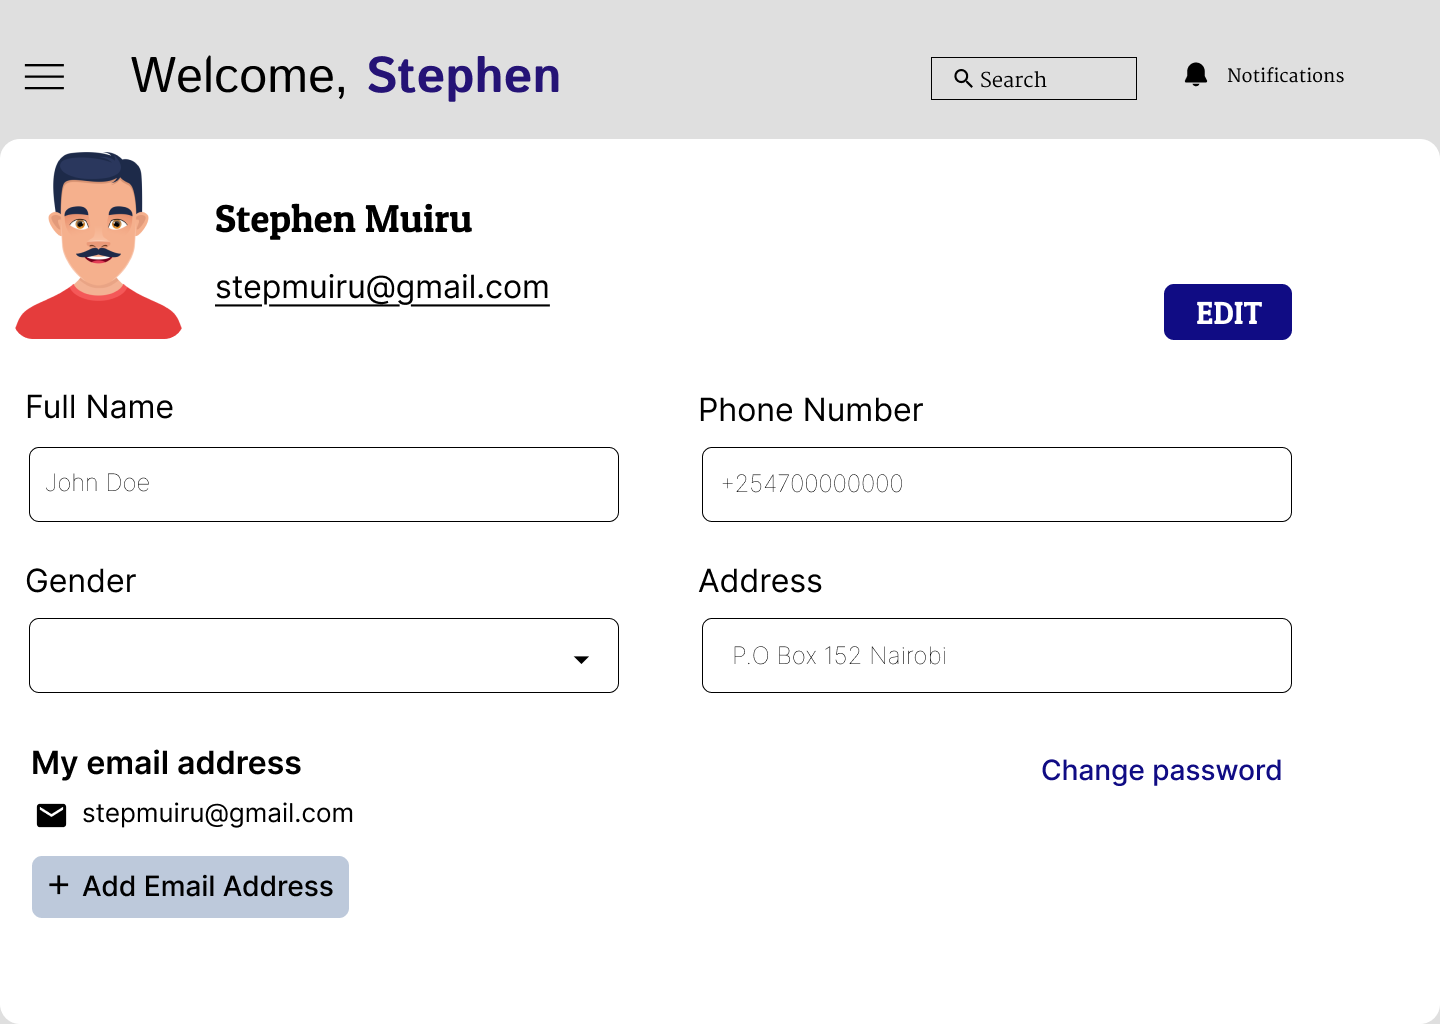 Welcome, Stephen
Search
Notifications
Stephen Muiru
stepmuiru@gmail.com
EDIT
Full Name
Phone Number
John Doe
+254700000000
Gender
Address
P.O Box 152 Nairobi
My email address
Change password
stepmuiru@gmail.com
+ Add Email Address